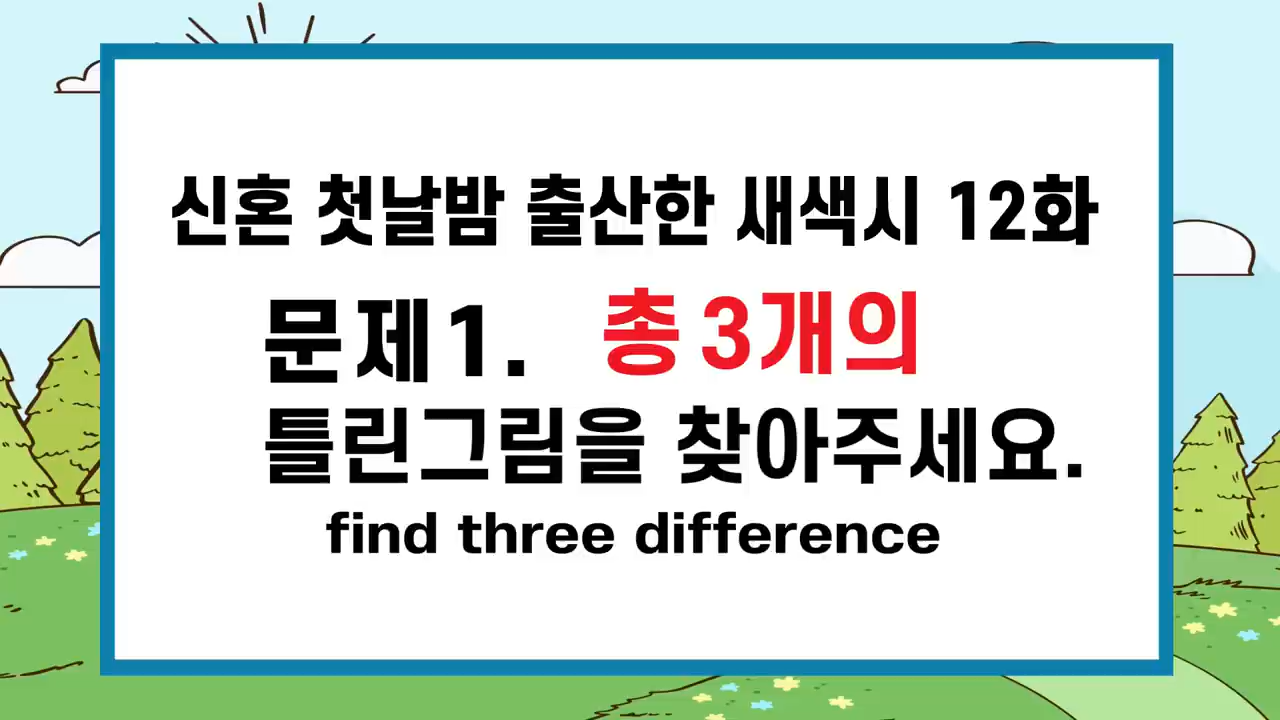 신혼 첫날밤 출산한 새색시 12화
문제1. 총 3개의
틀린그림을 찾아주세요.
find three difference